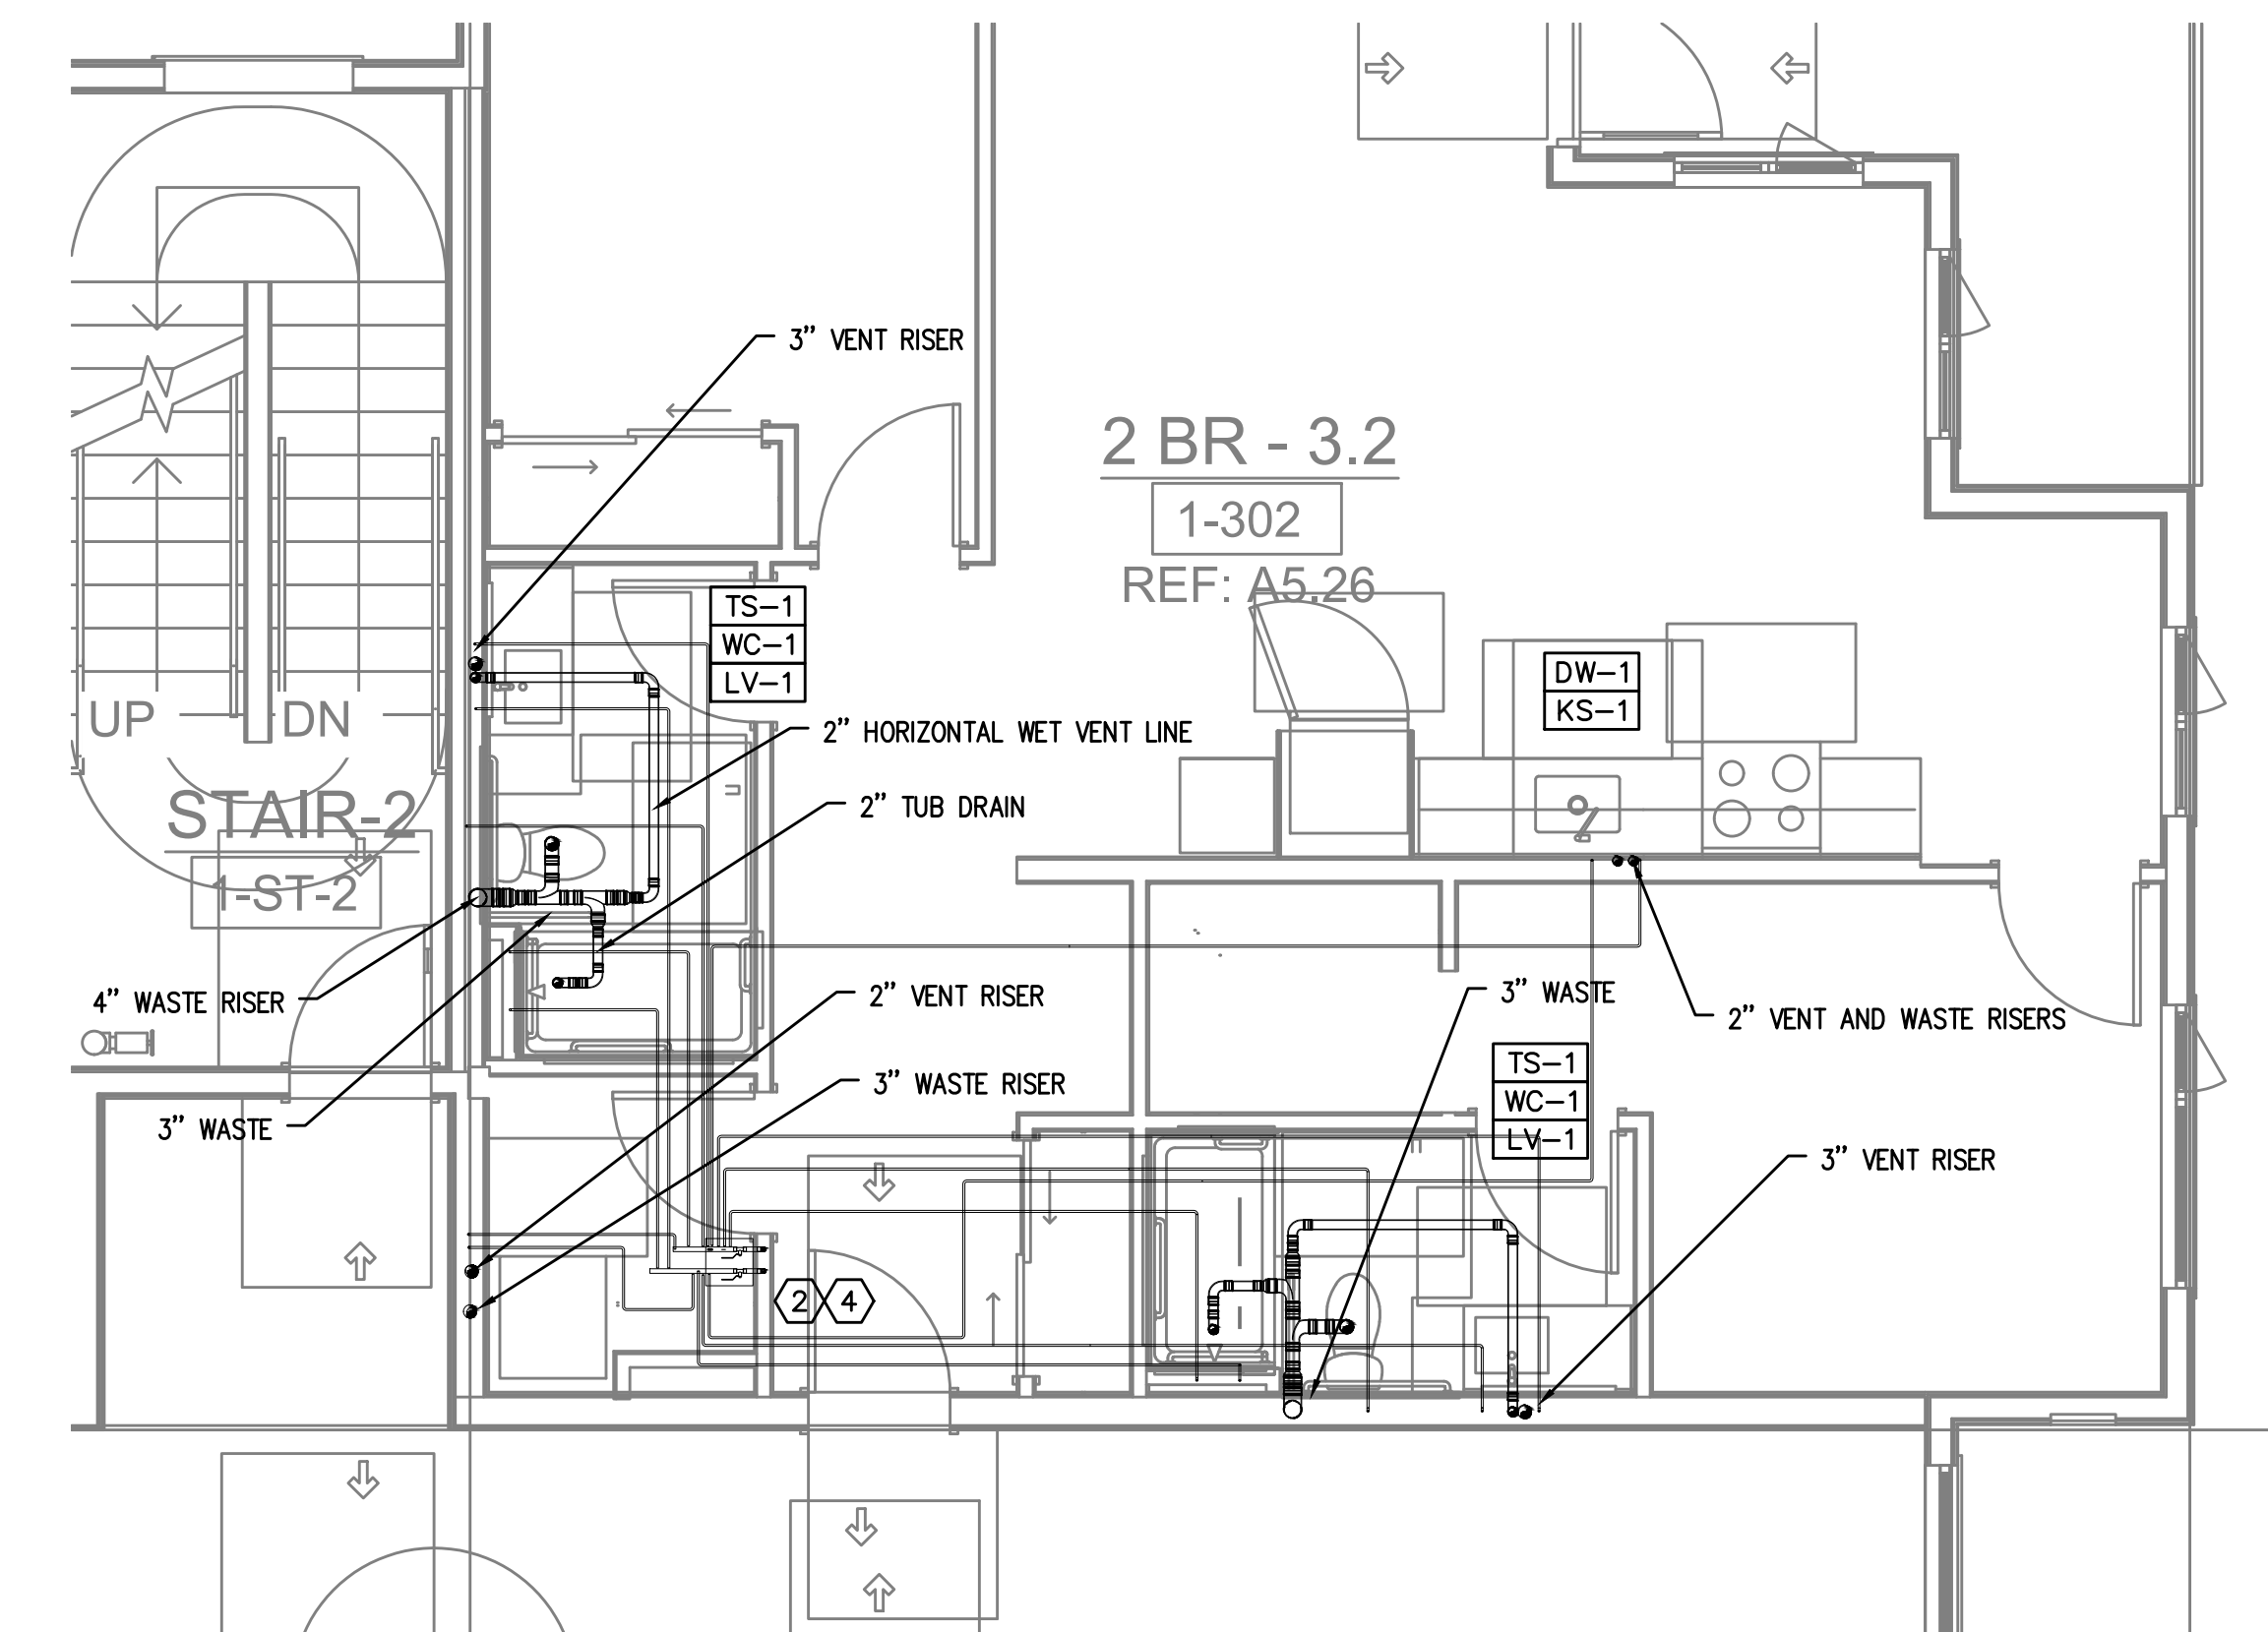 3” VENT RISER
2 BR - 3.2
1-302
REF: A5.26
TS-1
WC-1
LV-1
DW-1
KS-1
UP
DN
2” HORIZONTAL WET VENT LINE
STAIR-2
2” TUB DRAIN
1-ST-2
4” WASTE RISER
2” VENT RISER
3” WASTE
2” VENT AND WASTE RISERS
TS-1
WC-1
LV-1
3” WASTE RISER
3” WASTE
3” VENT RISER
2
4